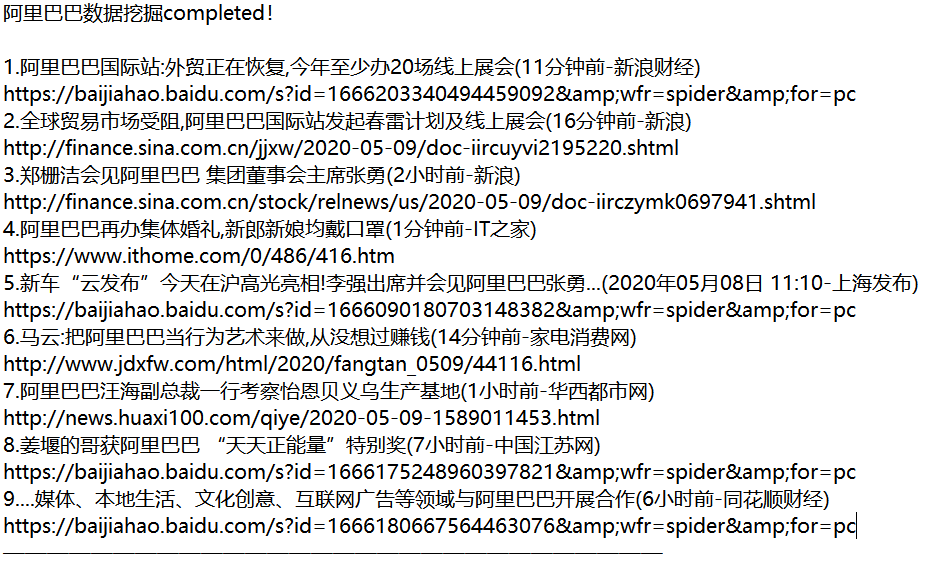 阿里巴巴数据挖掘completed!
1.阿里巴巴国际站:外贸正在恢复,今年至少办20场线上展会(11分钟前-新浪财经)
https://baijiahao.baidu.com/s?id=1666203340494459092&amp;wfr=spider&amp;for=pc
2.全球贸易市场受阻,阿里巴巴国际站发起春雷计划及线上展会(16分钟前-新浪)
http://finance.sina.com.cn/jjxw/2020-05-09/doc-iircuyvi2195220.shtml
3.郑栅洁会见阿里巴巴 集团董事会主席张勇(2小时前-新浪)
http://finance.sina.com.cn/stock/relnews/us/2020-05-09/doc-iirczymk0697941.shtml
4.阿里巴巴再办集体婚礼,新郎新娘均戴口罩(1分钟前-IT之家)
https://www.ithome.com/0/486/416.htm
5.新车“云发布”今天在沪高光亮相!李强出席并会见阿里巴巴张勇...(2020年05月08日 11:10-上海发布)
https://baijiahao.baidu.com/s?id=1666090180703148382&amp;wfr=spider&amp;for=pc
6.马云:把阿里巴巴当行为艺术来做,从没想过赚钱(14分钟前-家电消费网)
http://www.jdxfw.com/html/2020/fangtan_0509/44116.html
7.阿里巴巴汪海副总裁一行考察怡恩贝义乌生产基地(1小时前-华西都市网)
http://news.huaxi100.com/qiye/2020-05-09-1589011453.html
8.姜堰的哥获阿里巴巴 “天天正能量”特别奖(7小时前-中国江苏网)
https://baijiahao.baidu.com/s?id=1666175248960397821&amp;wfr=spider&amp;for=pc
9....媒体、本地生活、文化创意、互联网广告等领域与阿里巴巴开展合作(6小时前-同花顺财经)
https://baijiahao.baidu.com/s?id=1666180667564463076&amp;wfr=spider&amp;for=pc